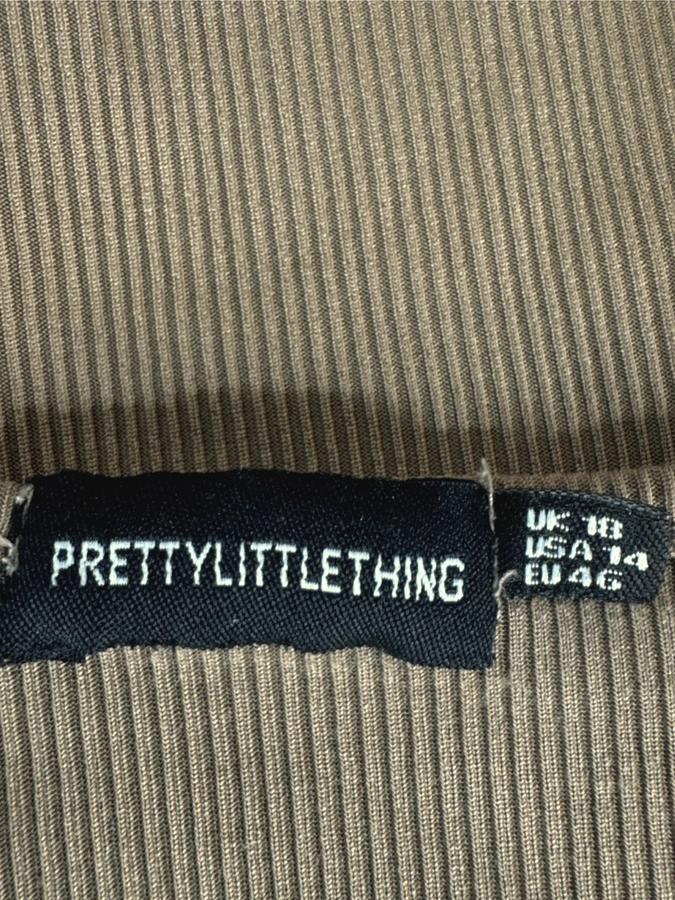 PRETTYLITTLETHING
UK 18
USA 14
EU 46